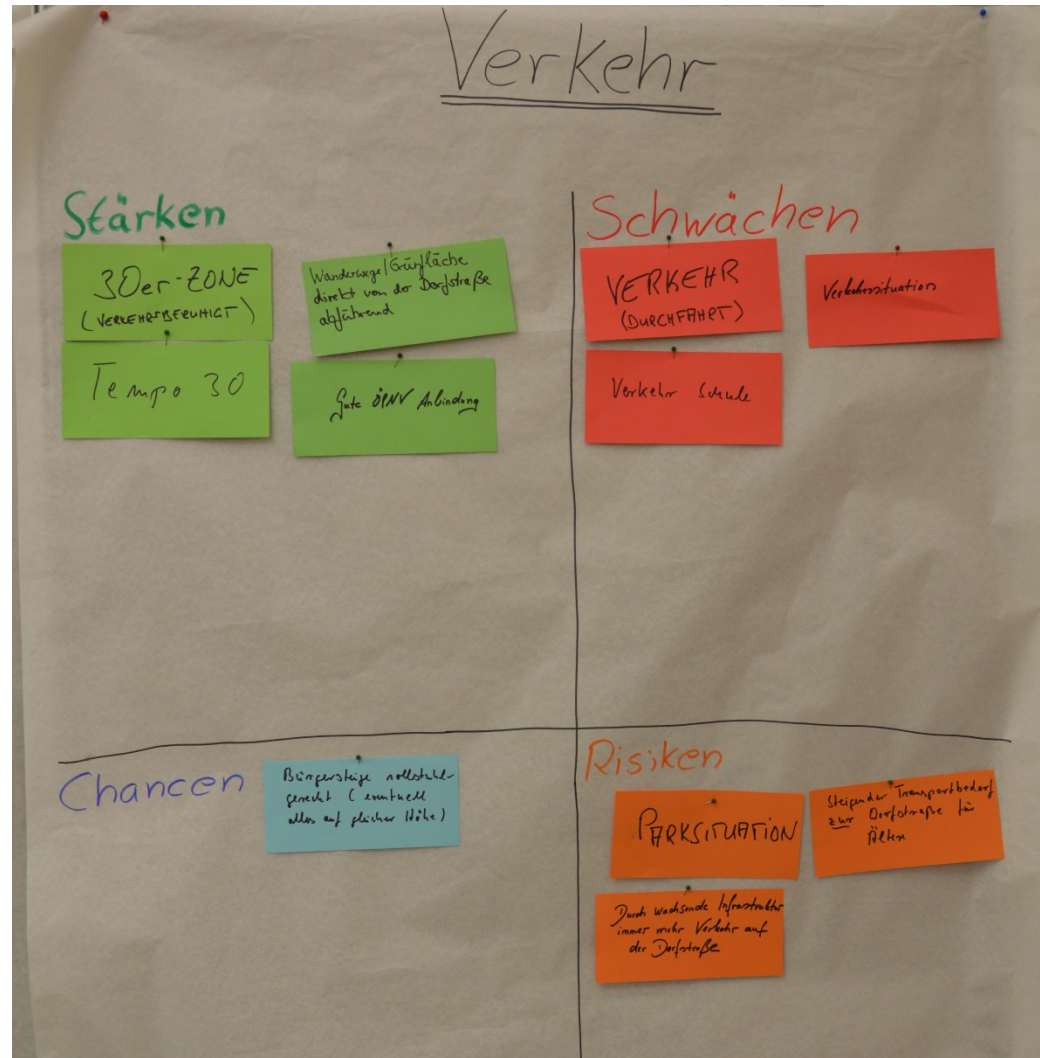 Verkehr
Stärken
30er-ZONE
(VERKEHRSBERUHIGT)
Wanderwege/Grünfläche
direkt von der Dorfstraße
abführend
Tempo 30
Gute ÖPNV Anbindung
Schwächen
VERKEHR
(DURCHFAHRT)
Verkehrssituation
Verkehr Schule
Chancen
Bürgersteige rollstuhl-
gerecht (eventuell
alles auf gleicher Höhe)
Risiken
PARKSITUATION
Steigender Transportbedarf
zur Dorfstraße für
Ältere
Durch wachsende Infrastruktur
immer mehr Verkehr auf
der Dorfstraße